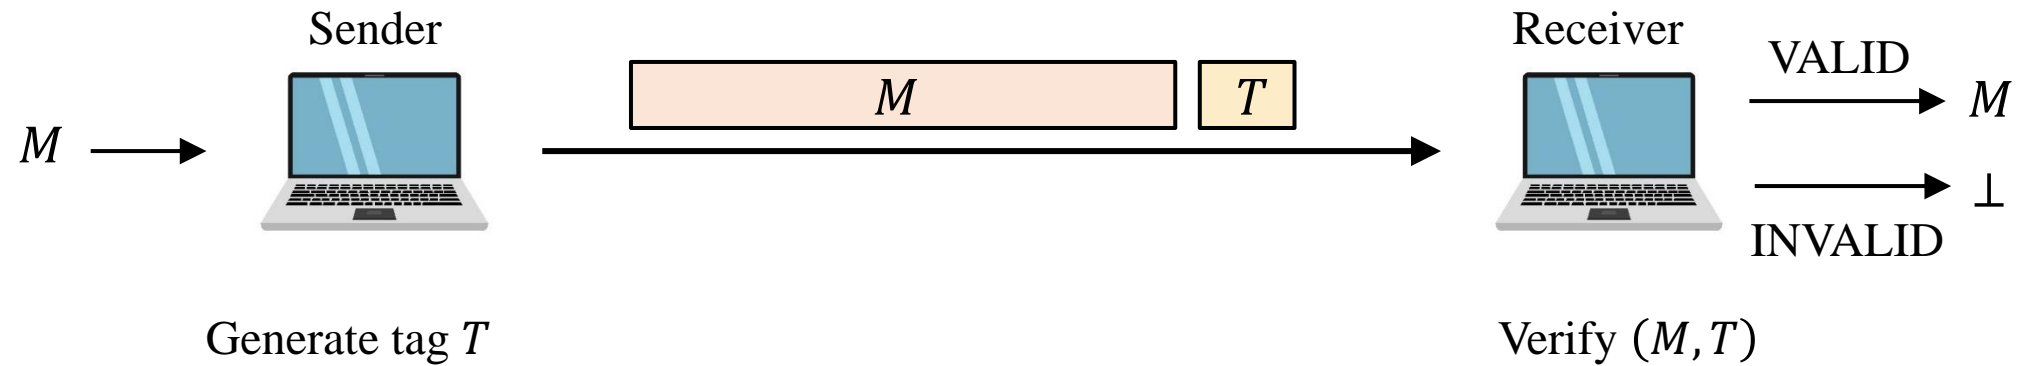 Sender
Receiver
M
M
T
VALID
M
INVALID
⊥
Generate tag T
Verify (M, T)